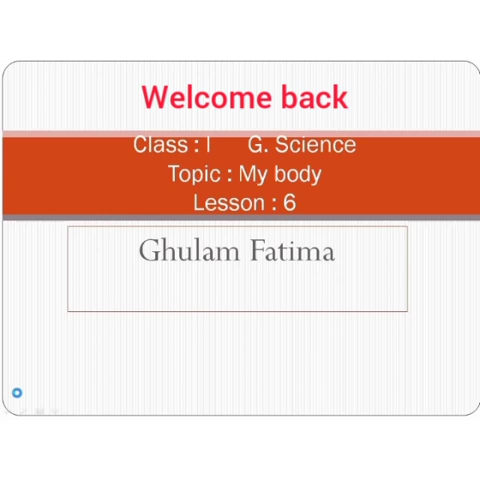 Welcome back
Class : I G. Science
Topic : My body
Lesson : 6
Ghulam Fatima